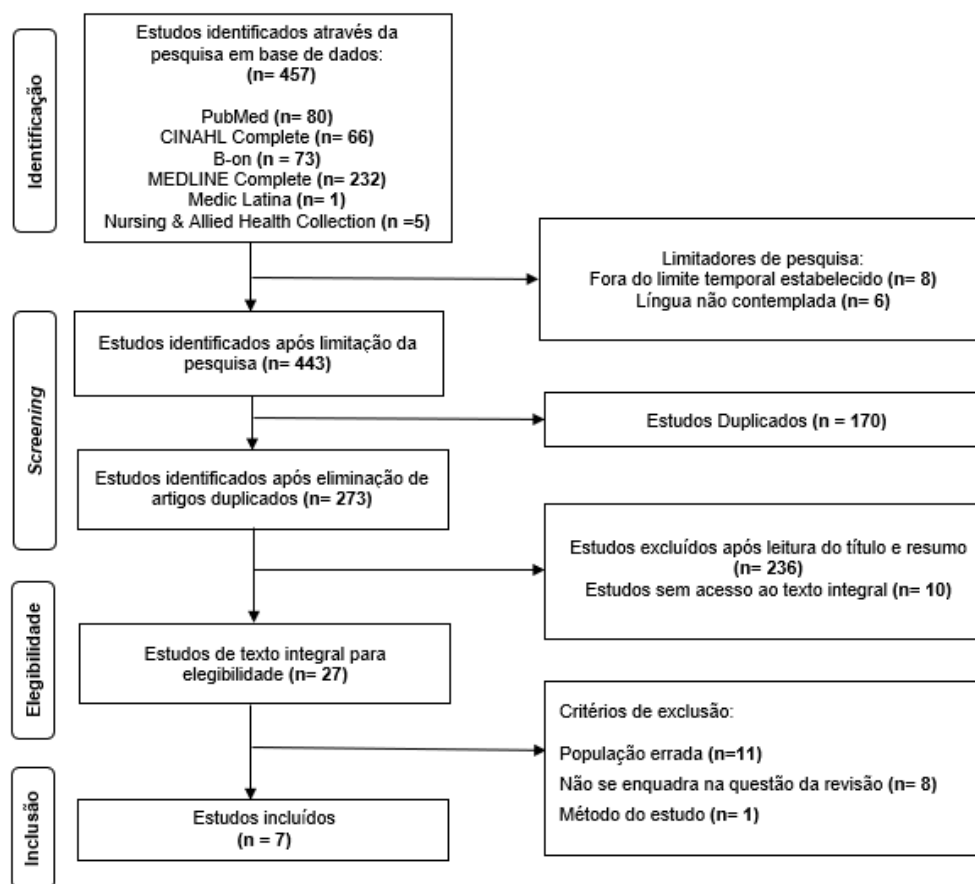 Identificação
Estudos identificados através da
pesquisa em base de dados:
(n= 457)
PubMed (n= 80)
CINAHL Complete (n= 66)
B-on (n = 73)
MEDLINE Complete (n= 232)
Medic Latina (n= 1)
Nursing & Allied Health Collection (n =5)
Limitadores de pesquisa:
Fora do limite temporal estabelecido (n= 8)
Língua não contemplada (n= 6)
Screening
Estudos identificados após limitação da
pesquisa (n= 443)
Estudos Duplicados (n = 170)
Estudos identificados após eliminação de
artigos duplicados (n= 273)
Estudos excluídos após leitura do título e resumo
(n= 236)
Estudos sem acesso ao texto integral (n= 10)
Elegibilidade
Estudos de texto integral para
elegibilidade (n= 27)
Critérios de exclusão:
População errada (n=11)
Não se enquadra na questão da revisão (n= 8)
Método do estudo (n= 1)
Inclusão
Estudos incluídos
(n = 7)